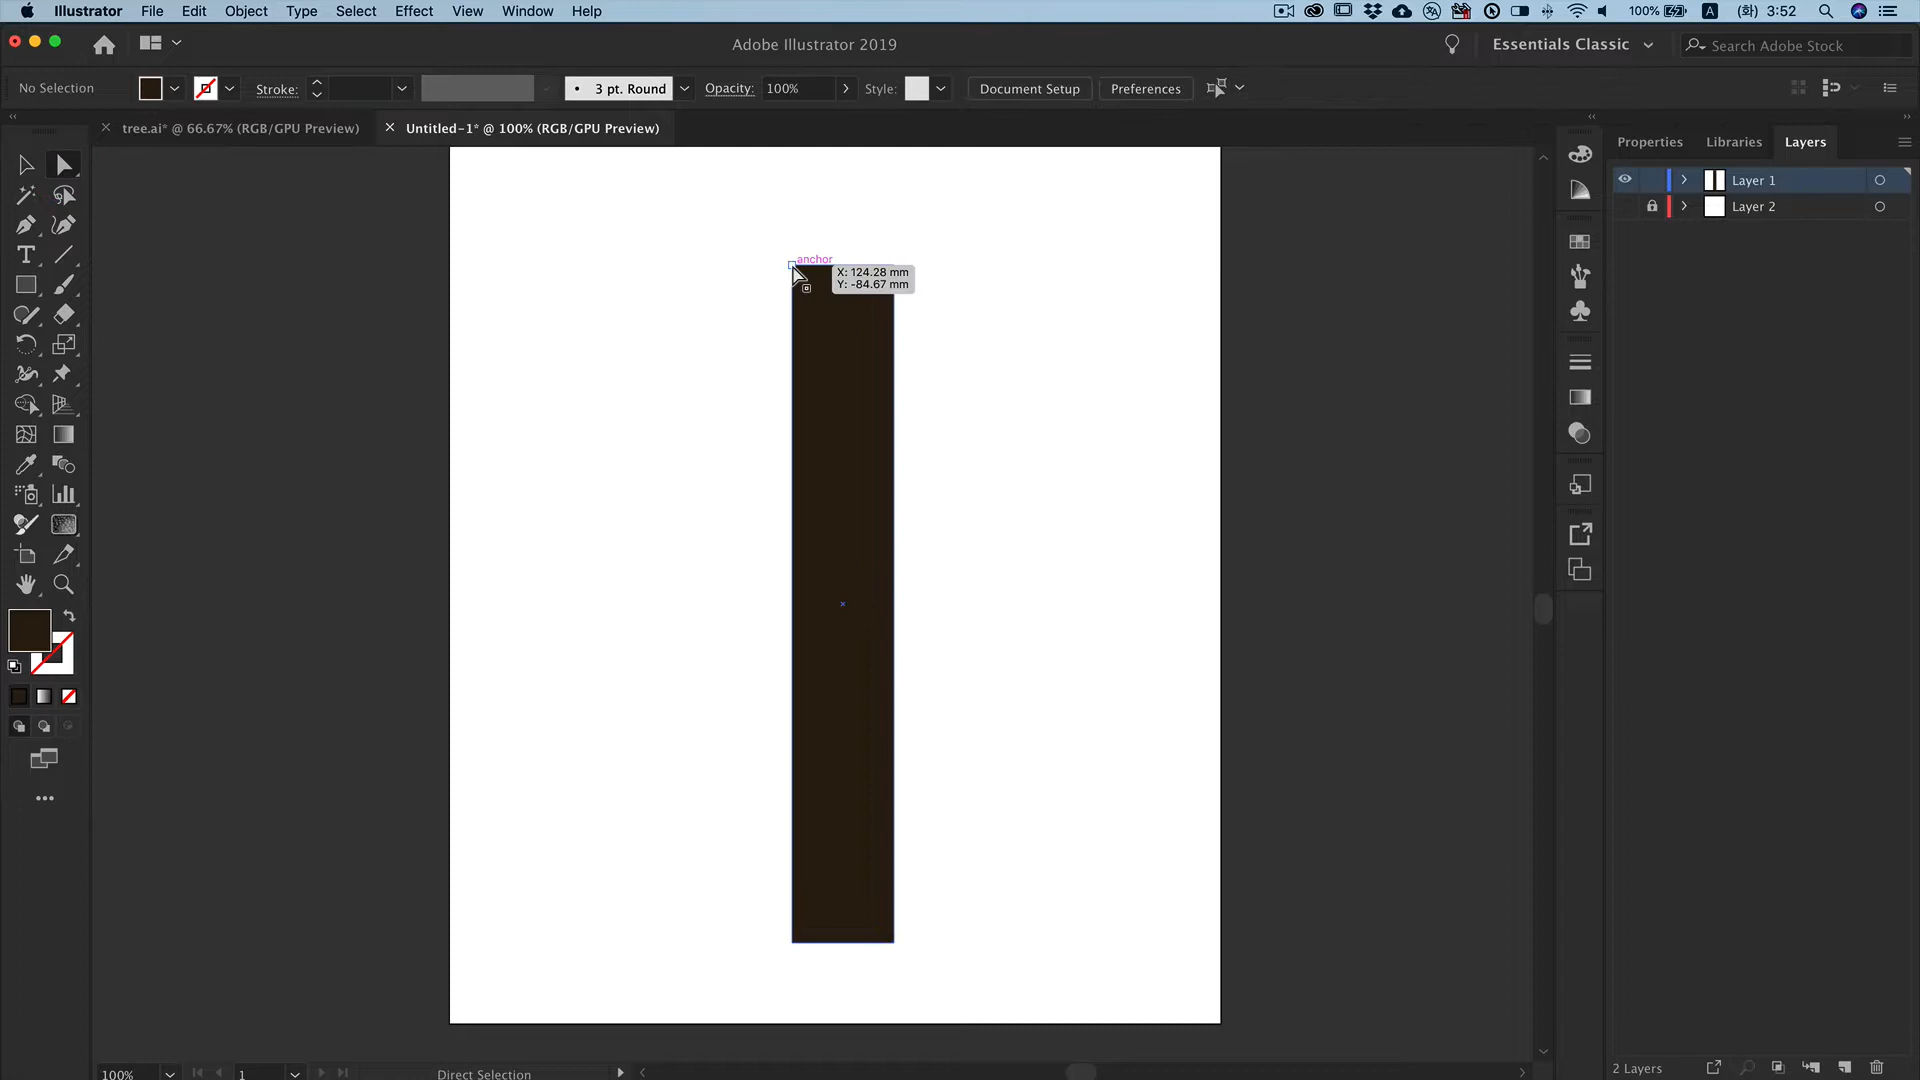 Illustrator File Edit Object Type Select Effect View Window Help
100% A (화) 3:52
Adobe Illustrator 2019
Essentials Classic
Search Adobe Stock
No Selection
Stroke:
3 pt. Round
Opacity: 100%
Style:
Document Setup
Preferences
tree.ai* @ 66.67% (RGB/GPU Preview)
Untitled-1* @ 100% (RGB/GPU Preview)
Properties Libraries Layers
Layer 1
Layer 2
anchor
X: 124.28 mm
Y: -84.67 mm
100%
1
Direct Selection
2 Layers